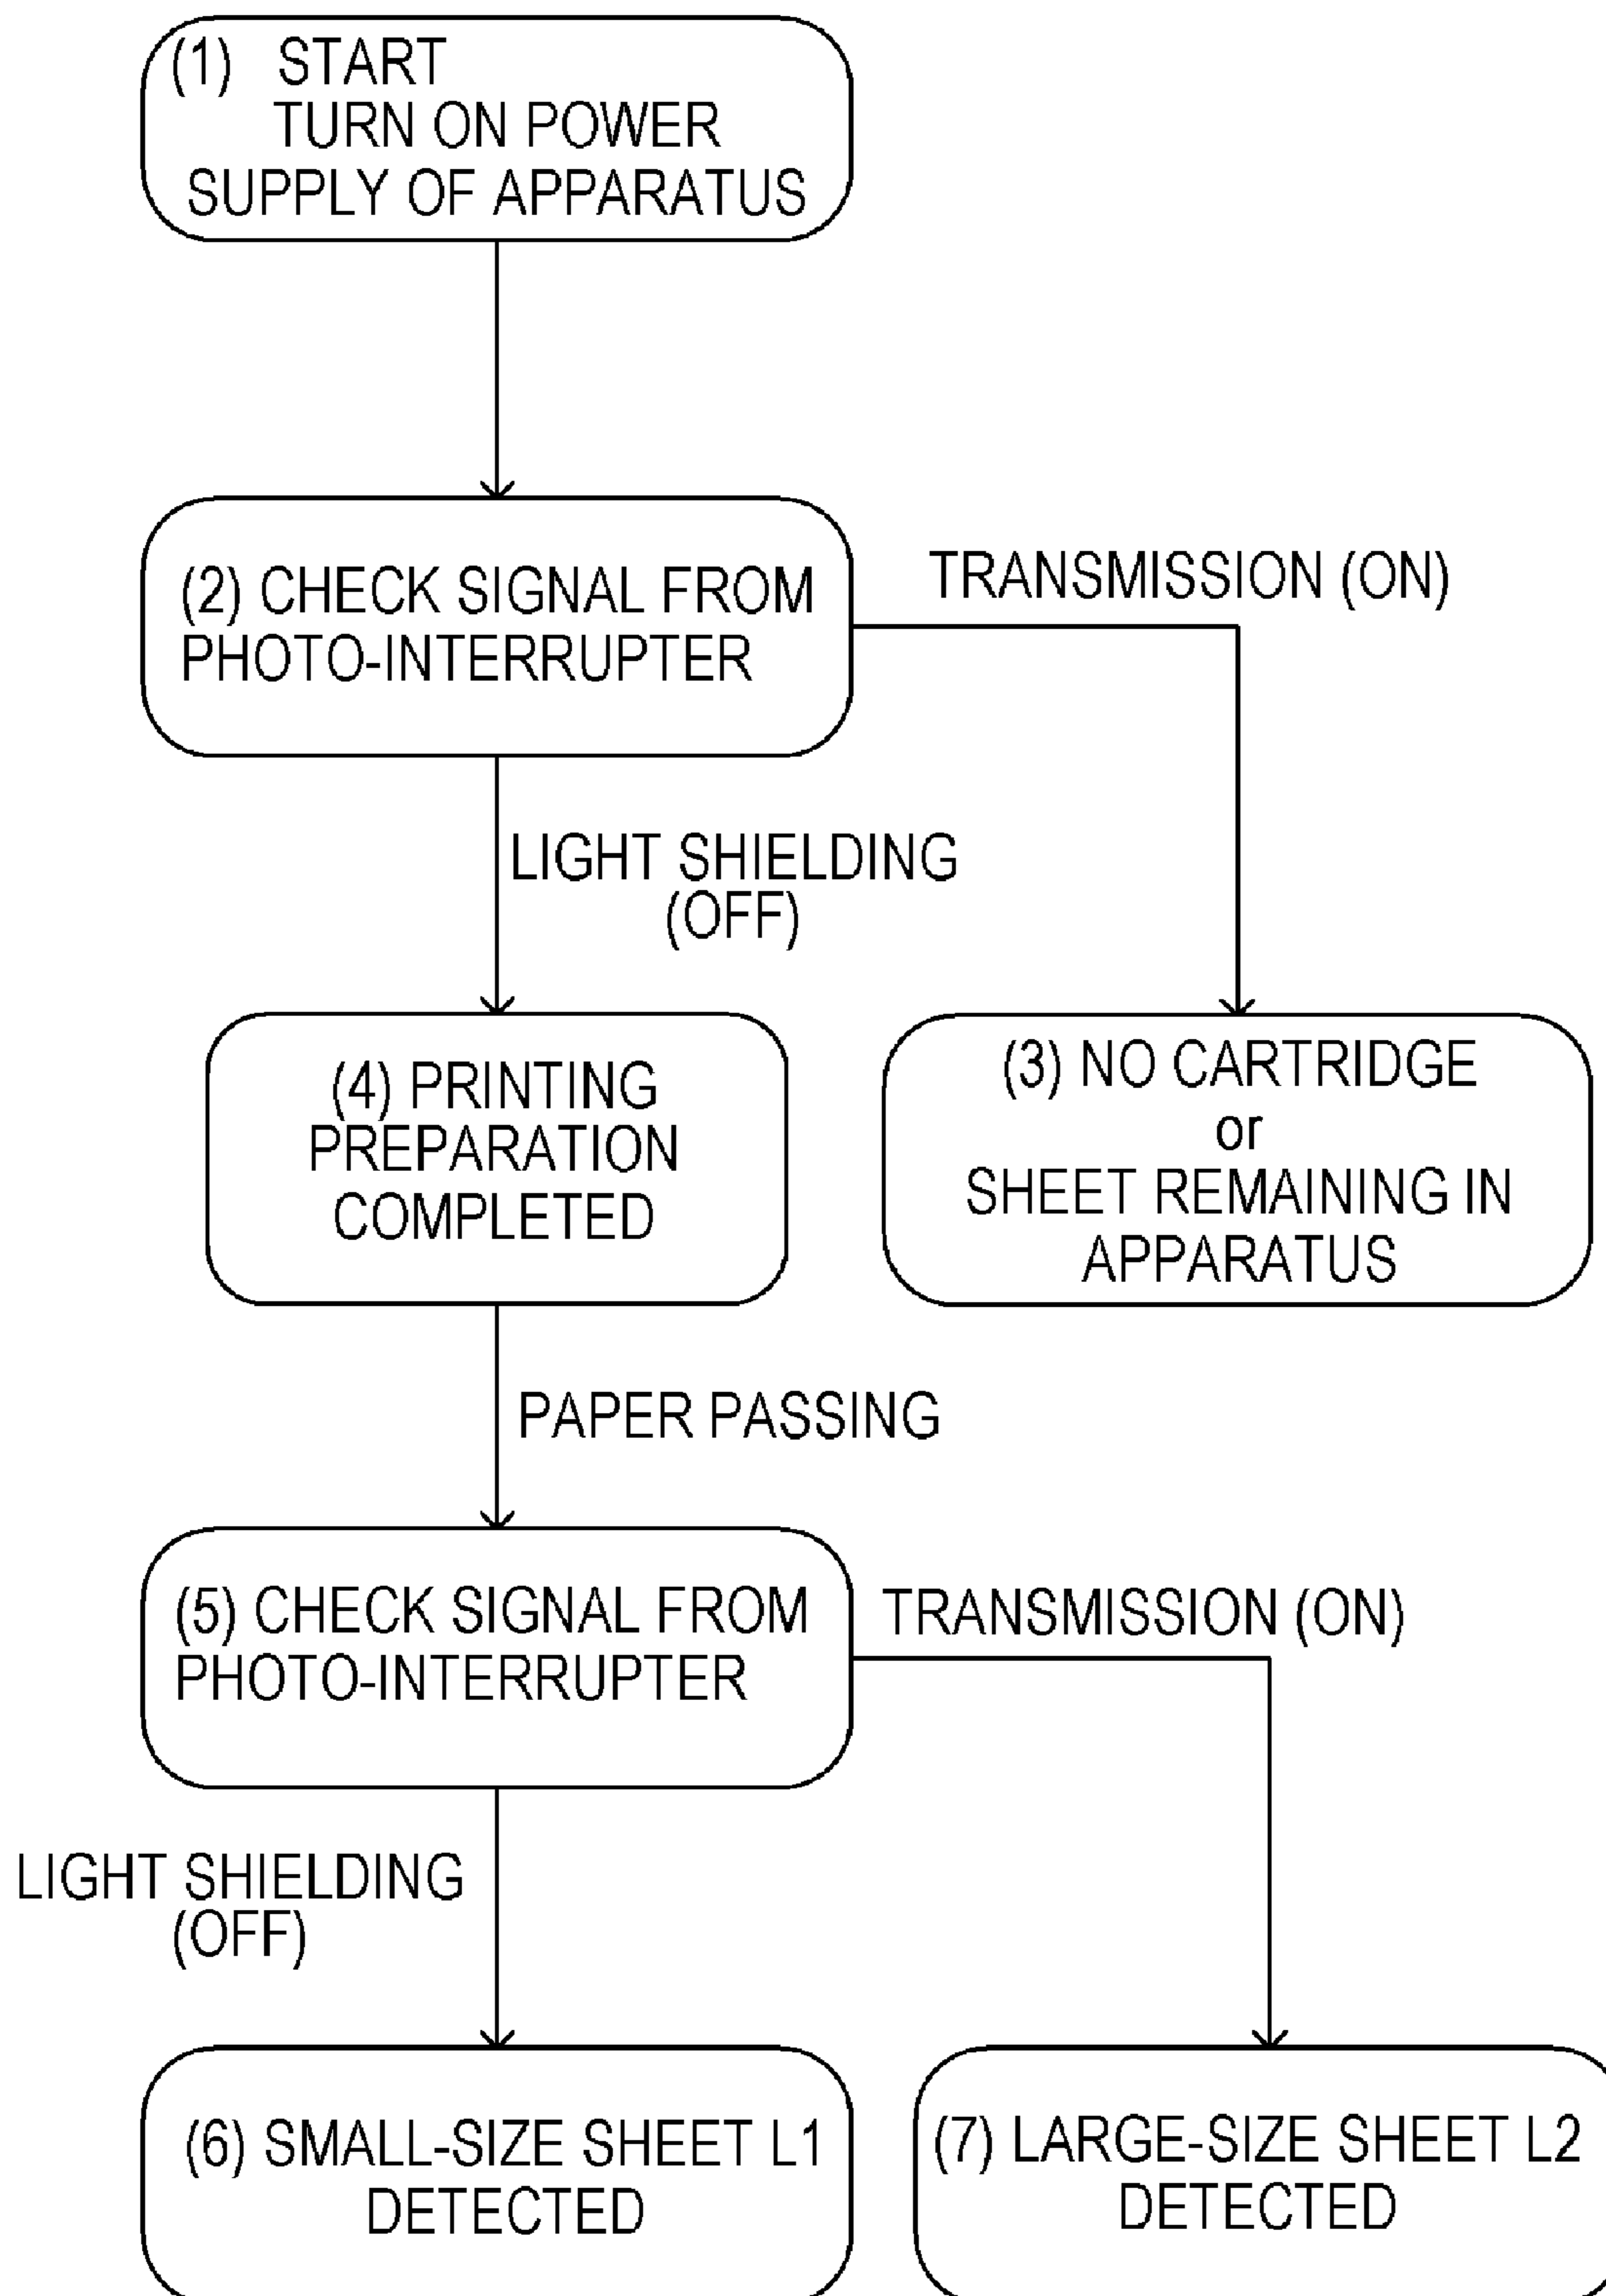 (1) START
TURN ON POWER
SUPPLY OF APPARATUS
(2) CHECK SIGNAL FROM
PHOTO-INTERRUPTER
TRANSMISSION (ON)
LIGHT SHIELDING
(OFF)
(3) NO CARTRIDGE
or
SHEET REMAINING IN
APPARATUS
(4) PRINTING
PREPARATION
COMPLETED
PAPER PASSING
(5) CHECK SIGNAL FROM
PHOTO-INTERRUPTER
TRANSMISSION (ON)
LIGHT SHIELDING
(OFF)
(6) SMALL-SIZE SHEET L1
DETECTED
(7) LARGE-SIZE SHEET L2
DETECTED